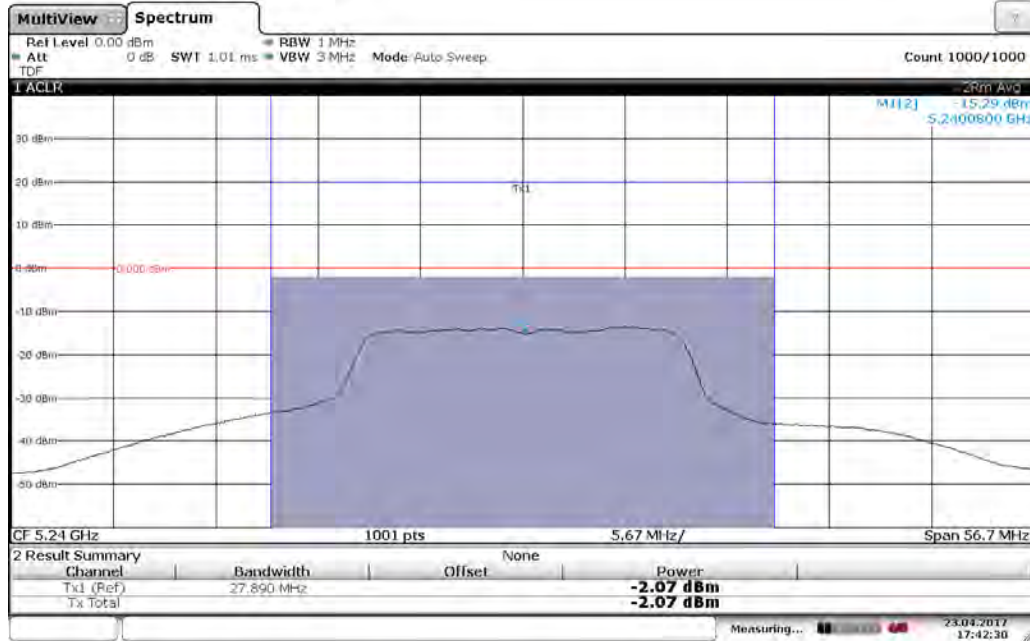 MultiView Spectrum
Ref Level 0.00 dBm RBW 1 MHz
Att 0 dB SWT 1.01 ms VBW 3 MHz Mode Auto Sweep Count 1000/1000
TDF
1 ACLR 2Rm Avg
M1[2] -15.29 dBm
5.2400800 GHz
30 dBm
20 dBm
Tx1
10 dBm
0 dBm 0.000 dBm
-10 dBm
-20 dBm
-30 dBm
-40 dBm
-50 dBm
CF 5.24 GHz 1001 pts 5.67 MHz/ Span 56.7 MHz
2 Result Summary None
Channel Bandwidth Offset Power
Tx1 (Ref) 27.890 MHz -2.07 dBm
Tx Total -2.07 dBm
Measuring... 23.04.2017
17:42:30